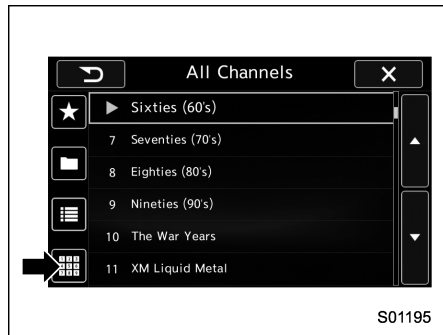 All Channels
Sixties (60's)
7 Seventies (70's)
8 Eighties (80's)
9 Nineties (90's)
10 The War Years
11 XM Liquid Metal
S01195